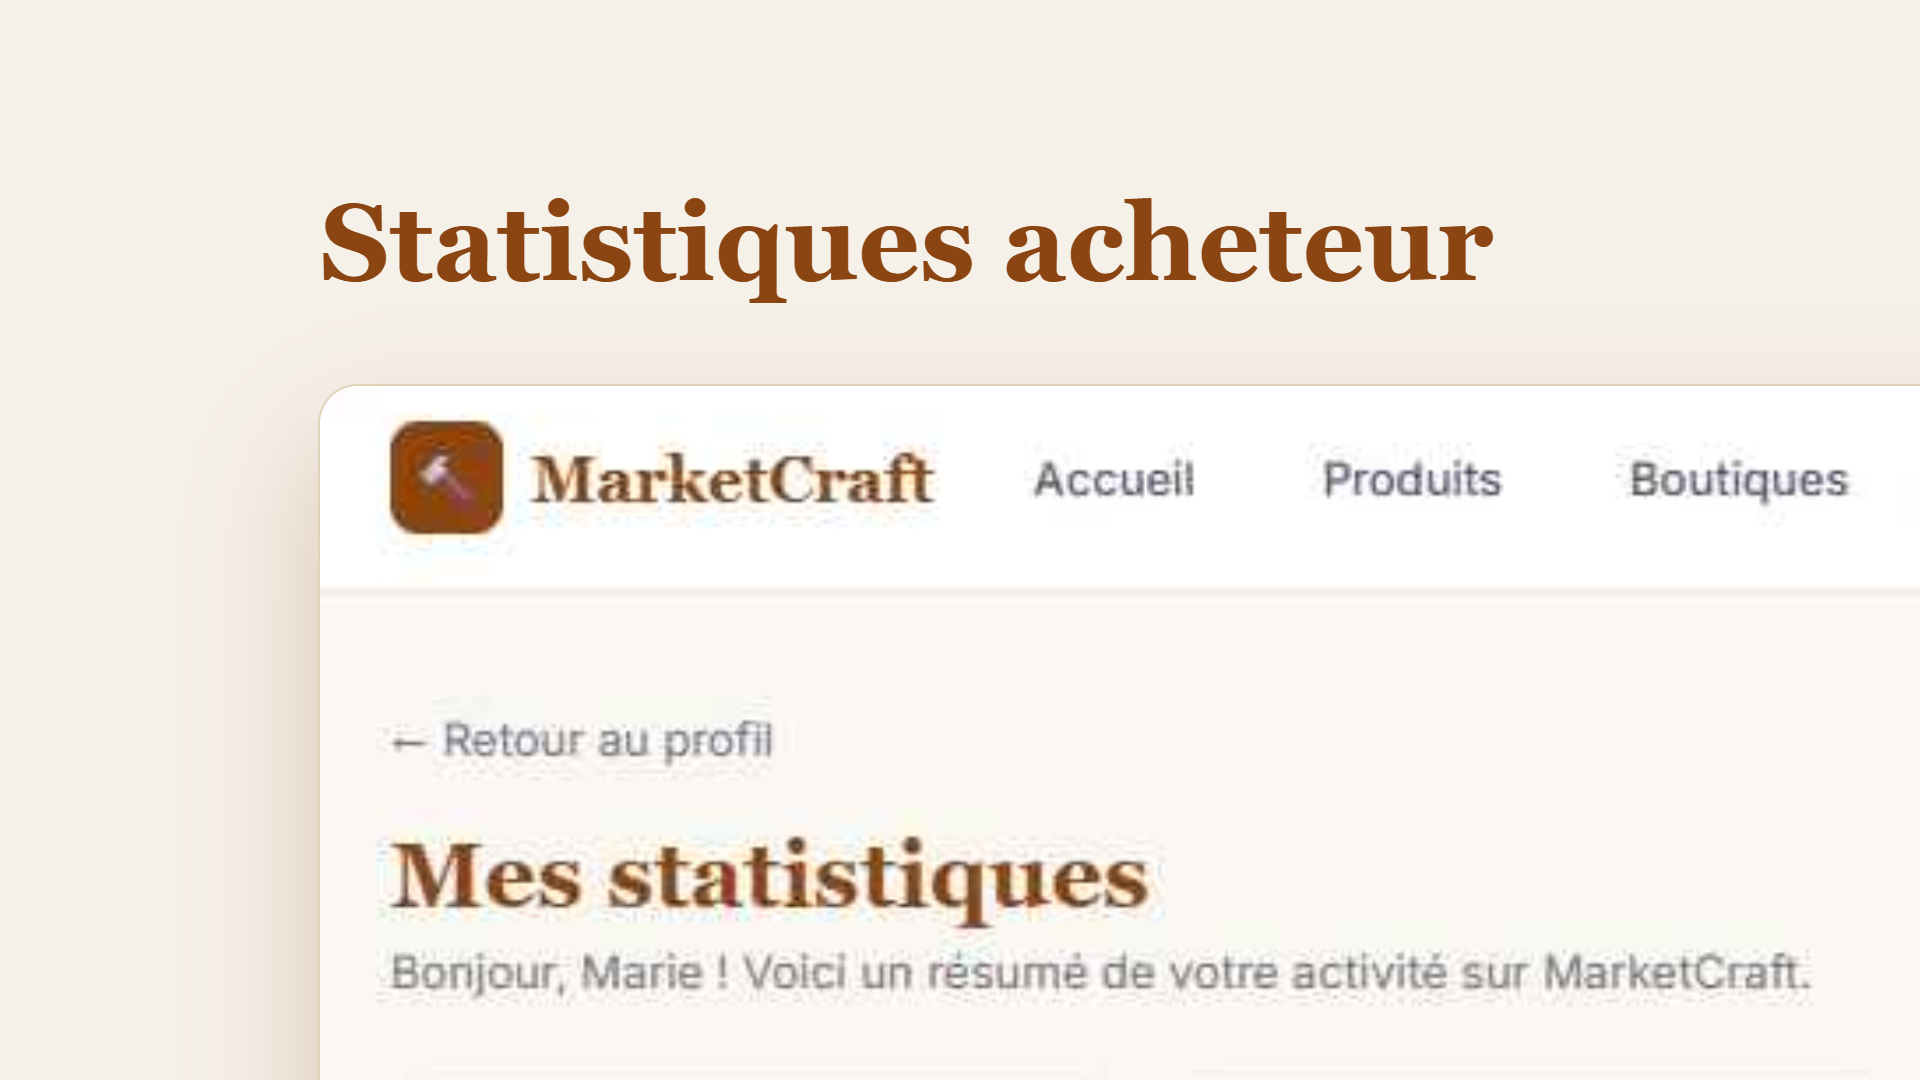 Statistiques acheteur
MarketCraft Accueil Produits Boutiques
← Retour au profil
Mes statistiques
Bonjour, Marie ! Voici un résumé de votre activité sur MarketCraft.